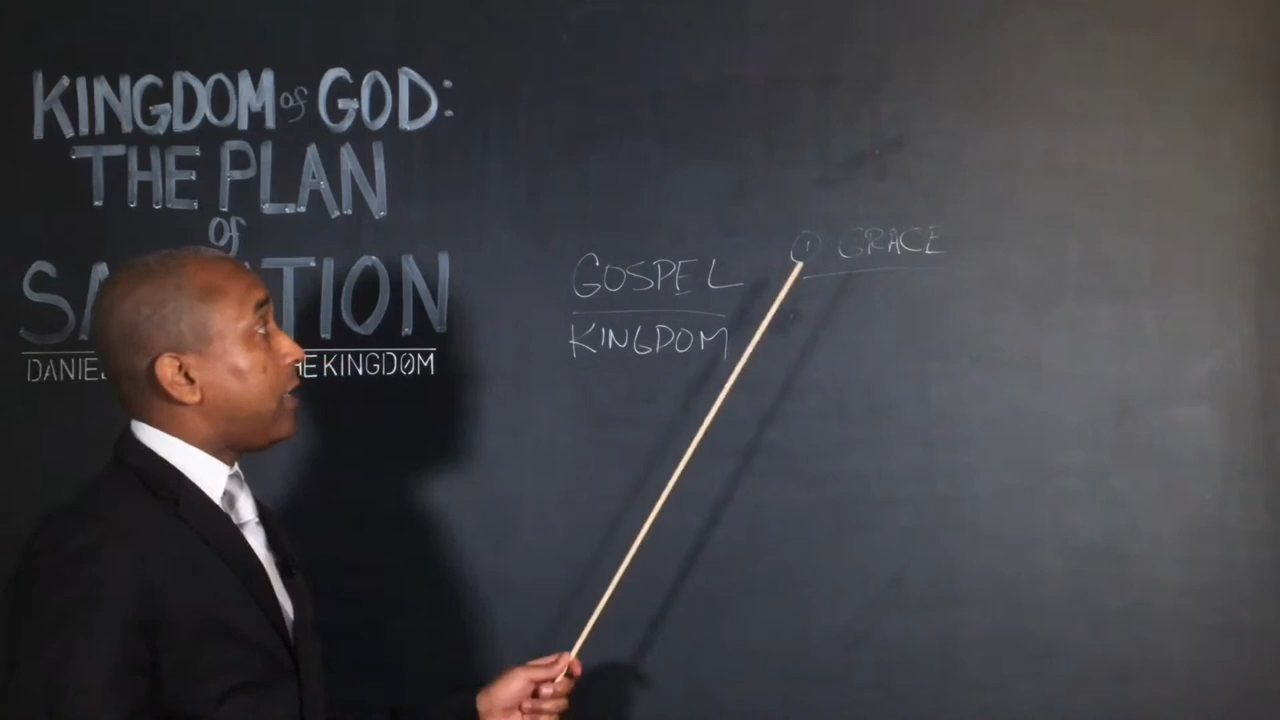 KINGDOM of GOD:
THE PLAN
of
GOSPEL
KINGDOM
① GRACE